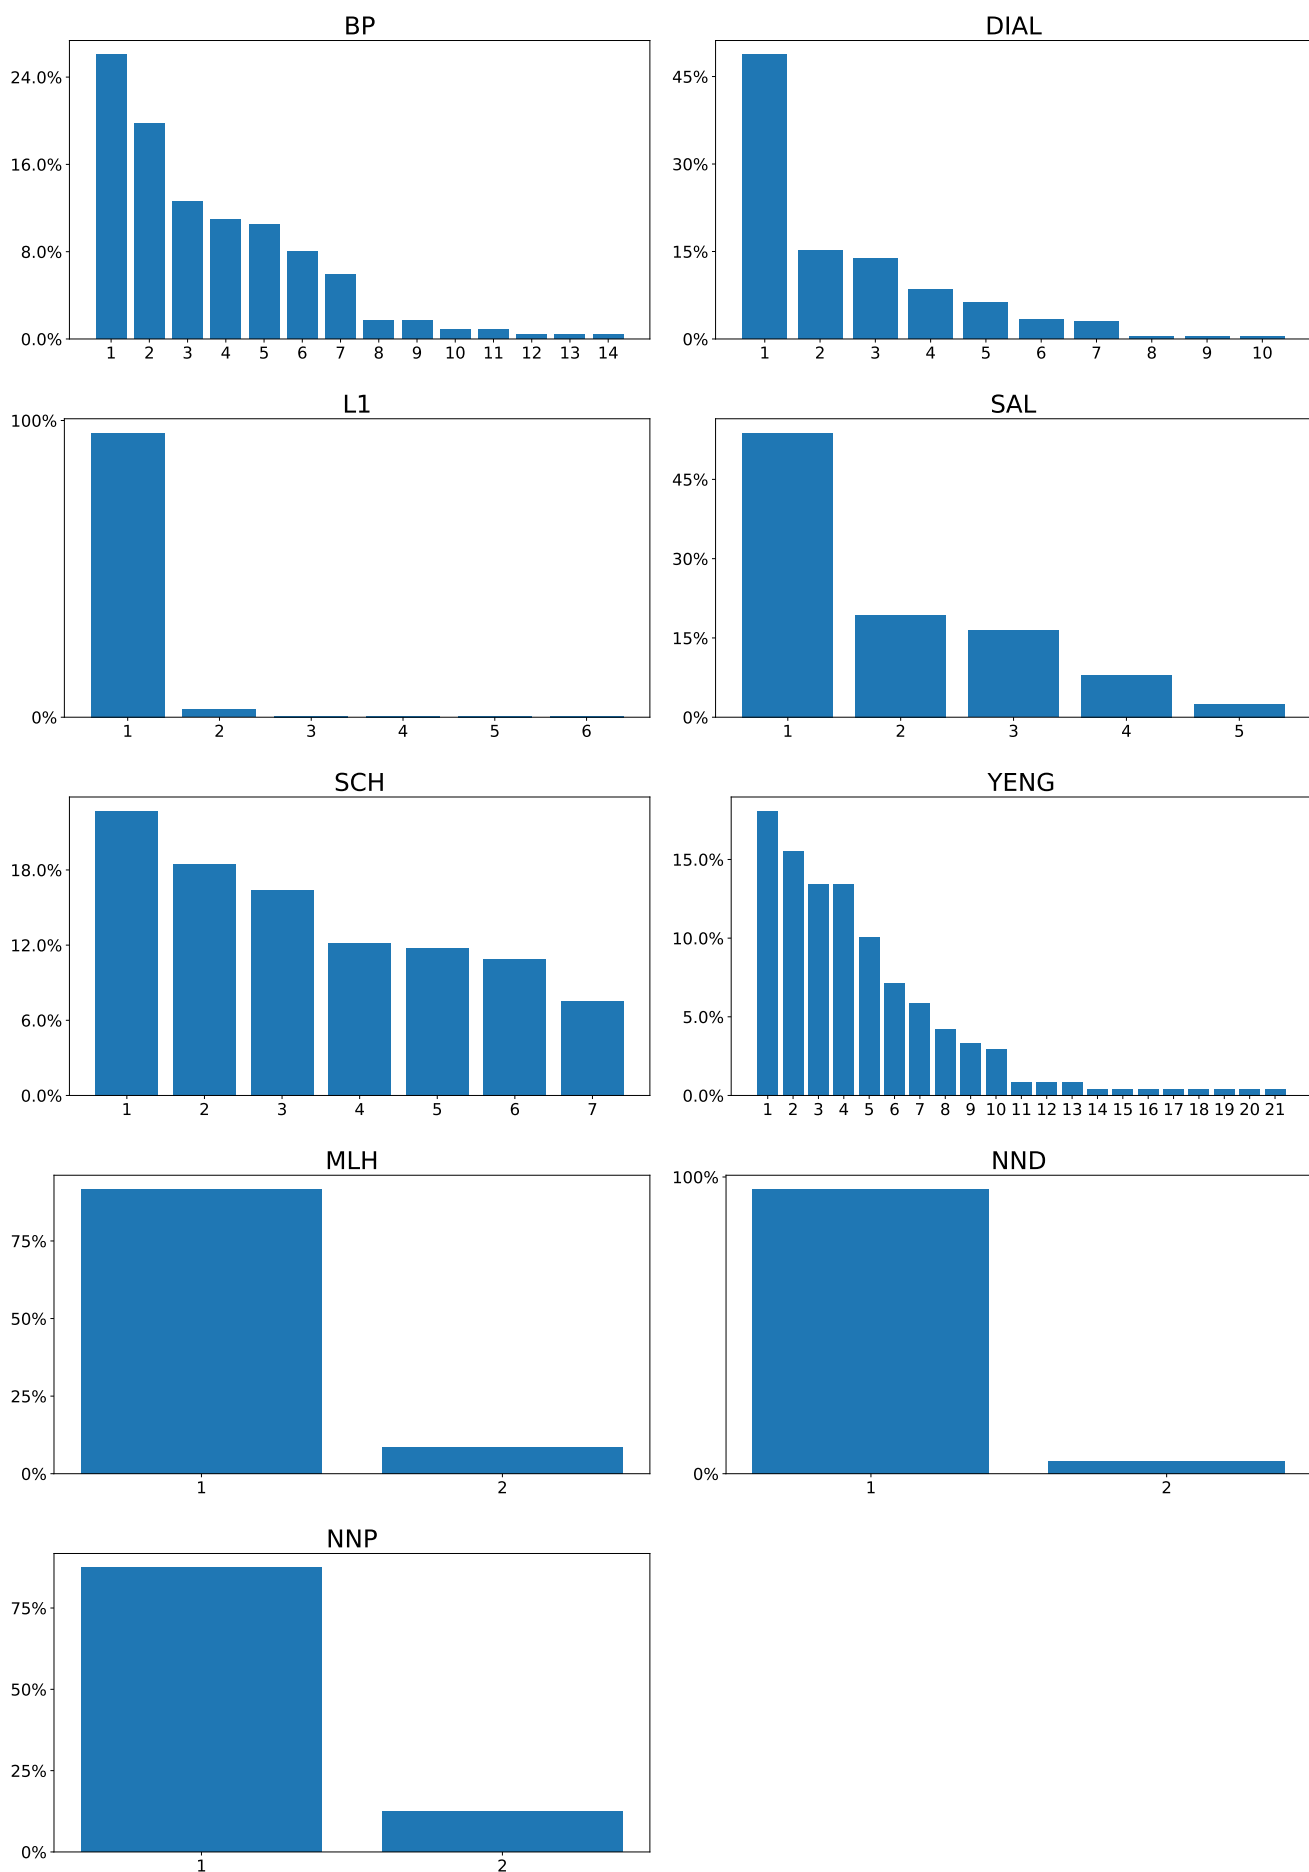 BP
24.0%
16.0%
8.0%
0.0%
1 2 3 4 5 6 7 8 9 10 11 12 13 14
DIAL
45%
30%
15%
0%
1 2 3 4 5 6 7 8 9 10
L1
100%
0%
1 2 3 4 5 6
SAL
45%
30%
15%
0%
1 2 3 4 5
SCH
18.0%
12.0%
6.0%
0.0%
1 2 3 4 5 6 7
YENG
15.0%
10.0%
5.0%
0.0%
1 2 3 4 5 6 7 8 9 10 11 12 13 14 15 16 17 18 19 20 21
MLH
75%
50%
25%
0%
1 2
NND
100%
0%
1 2
NNP
75%
50%
25%
0%
1 2